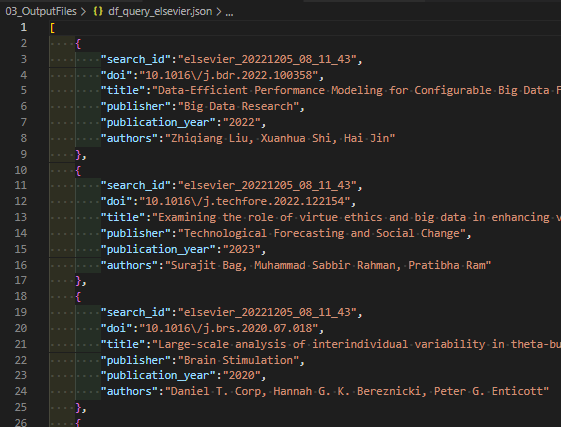 03_OutputFiles > {} df_query_elsevier.json > ...
1 [
2 {
3 "search_id":"elsevier_20221205_08_11_43",
4 "doi":"10.1016\/j.bdr.2022.100358",
5 "title":"Data-Efficient Performance Modeling for Configurable Big Data F
6 "publisher":"Big Data Research",
7 "publication_year":"2022",
8 "authors":"Zhiqiang Liu, Xuanhua Shi, Hai Jin"
9 },
10 {
11 "search_id":"elsevier_20221205_08_11_43",
12 "doi":"10.1016\/j.techfore.2022.122154",
13 "title":"Examining the role of virtue ethics and big data in enhancing v
14 "publisher":"Technological Forecasting and Social Change",
15 "publication_year":"2023",
16 "authors":"Surajit Bag, Muhammad Sabbir Rahman, Pratibha Ram"
17 },
18 {
19 "search_id":"elsevier_20221205_08_11_43",
20 "doi":"10.1016\/j.brs.2020.07.018",
21 "title":"Large-scale analysis of interindividual variability in theta-bu
22 "publisher":"Brain Stimulation",
23 "publication_year":"2020",
24 "authors":"Daniel T. Corp, Hannah G. K. Bereznicki, Peter G. Enticott"
25 },
26 {